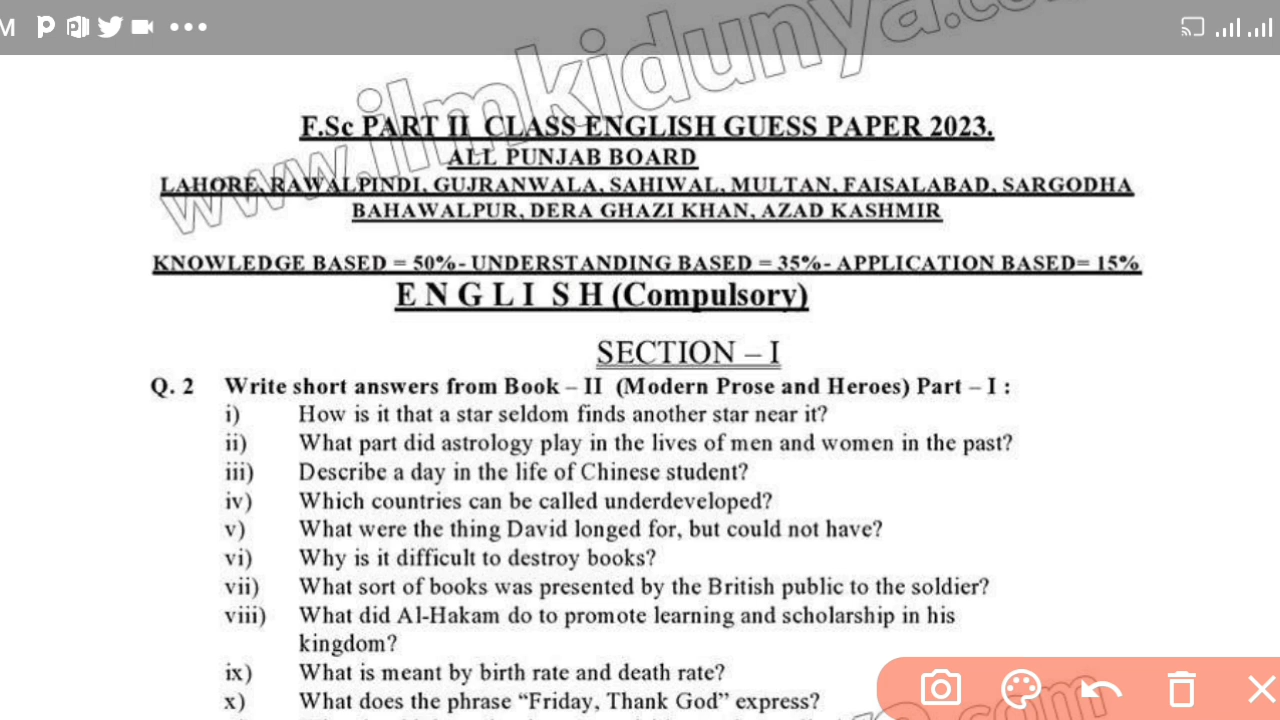 www.ilmkidunya.com
F.Sc PART II CLASS ENGLISH GUESS PAPER 2023.
ALL PUNJAB BOARD
LAHORE, RAWALPINDI, GUJRANWALA, SAHIWAL, MULTAN, FAISALABAD, SARGODHA
BAHAWALPUR, DERA GHAZI KHAN, AZAD KASHMIR
KNOWLEDGE BASED = 50%- UNDERSTANDING BASED = 35%- APPLICATION BASED= 15%
E N G L I S H (Compulsory)
SECTION – I
Q. 2 Write short answers from Book – II (Modern Prose and Heroes) Part – I :
i) How is it that a star seldom finds another star near it?
ii) What part did astrology play in the lives of men and women in the past?
iii) Describe a day in the life of Chinese student?
iv) Which countries can be called underdeveloped?
v) What were the thing David longed for, but could not have?
vi) Why is it difficult to destroy books?
vii) What sort of books was presented by the British public to the soldier?
viii) What did Al-Hakam do to promote learning and scholarship in his
kingdom?
ix) What is meant by birth rate and death rate?
x) What does the phrase “Friday, Thank God” express?